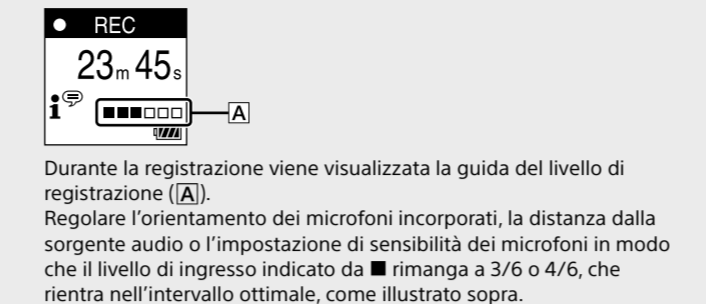 ● REC
23m45s
i
■■■□□□ A
Durante la registrazione viene visualizzata la guida del livello di
registrazione (A).
Regolare l’orientamento dei microfoni incorporati, la distanza dalla
sorgente audio o l’impostazione di sensibilità dei microfoni in modo
che il livello di ingresso indicato da ■ rimanga a 3/6 o 4/6, che
rientra nell’intervallo ottimale, come illustrato sopra.